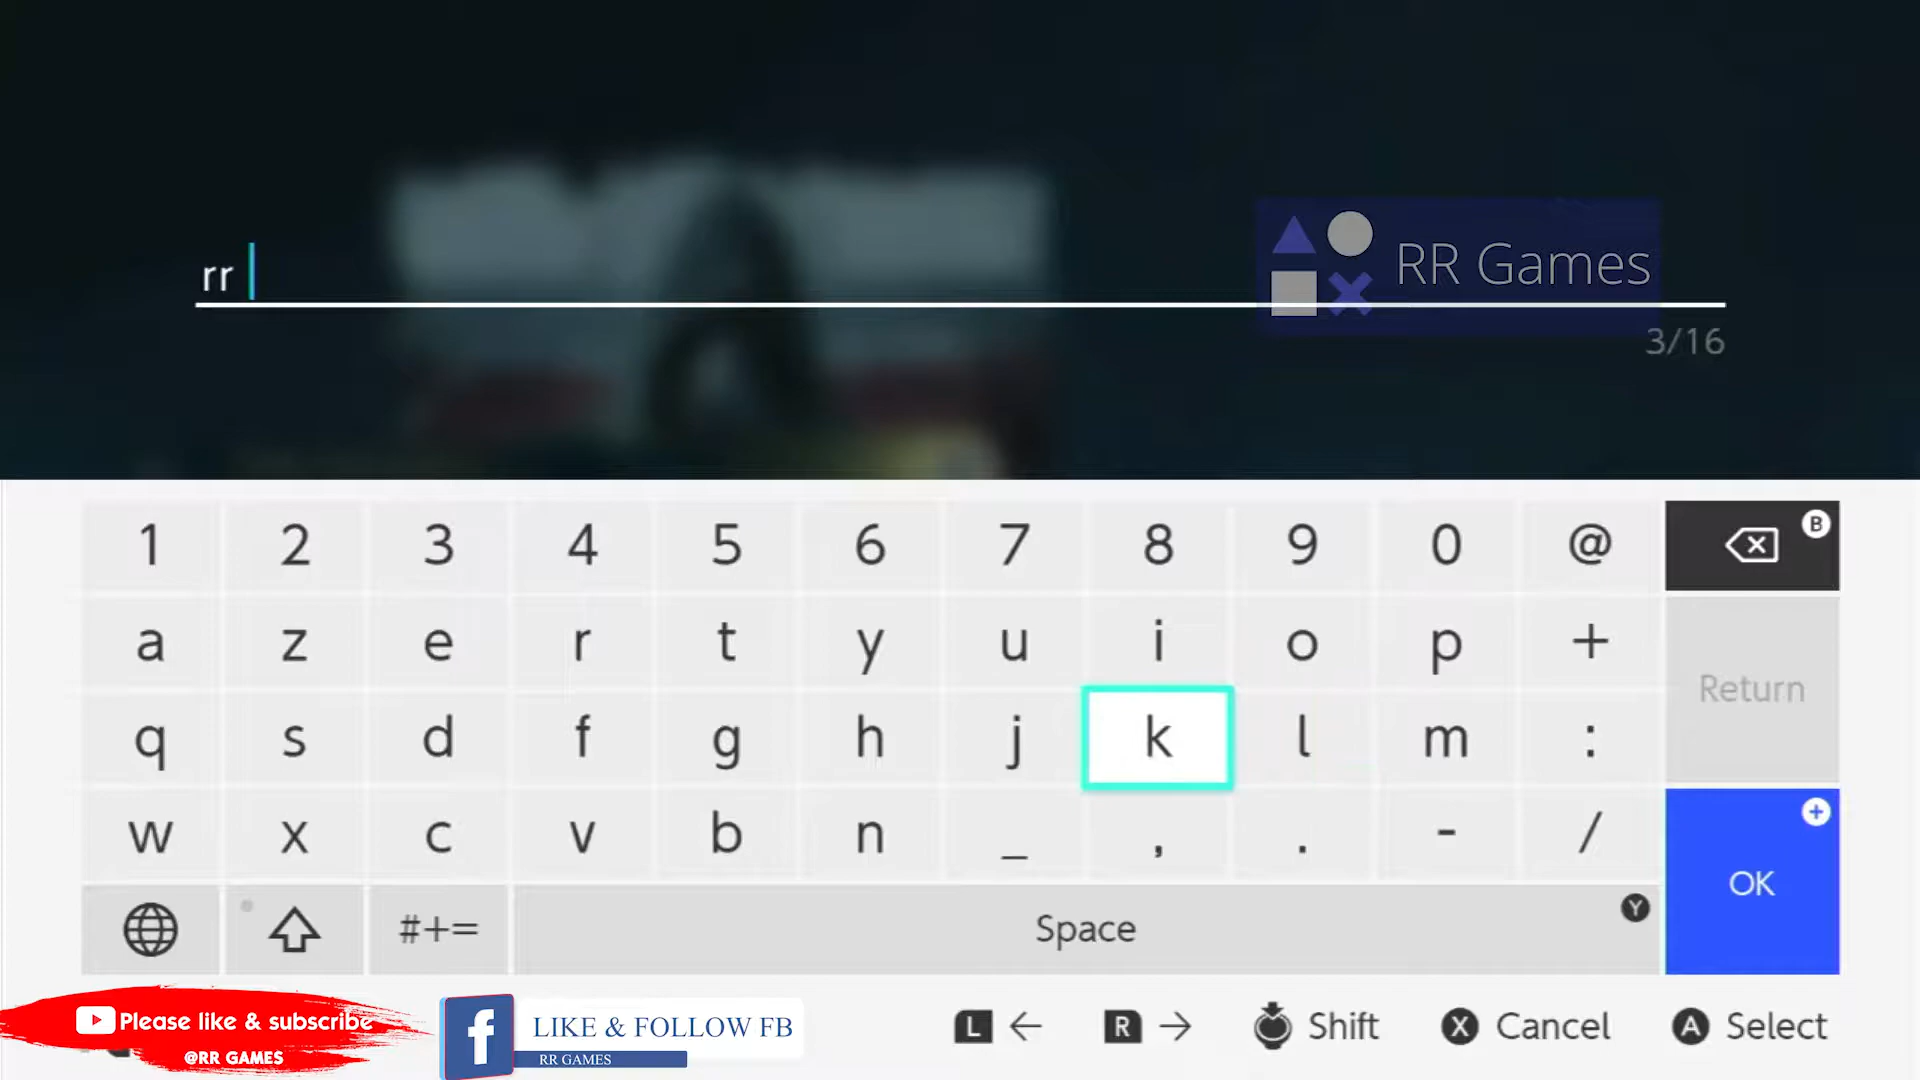 rr
RR Games
3/16
1 2 3 4 5 6 7 8 9 0 @ B
a z e r t y u i o p +
Return
q s d f g h j k l m :
w x c v b n _ , . - /
OK
#+= Space Y
Please like & subscribe
@RR GAMES
LIKE & FOLLOW FB
RR GAMES
L ← R → Shift X Cancel A Select